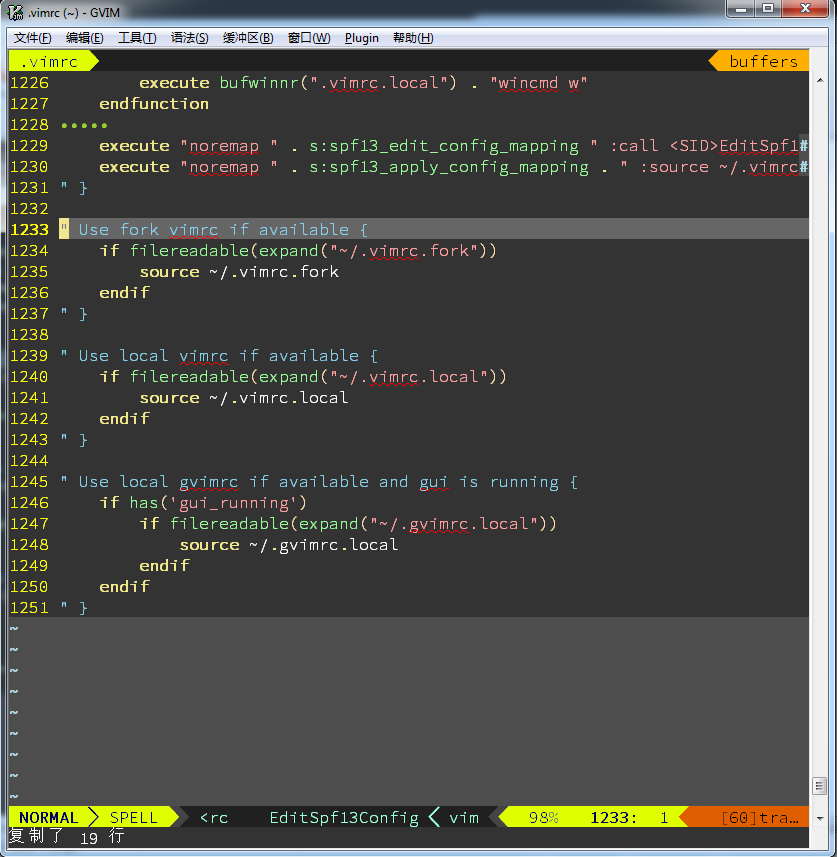 .vimrc (~) - GVIM
文件(F) 编辑(E) 工具(T) 语法(S) 缓冲区(B) 窗口(W) Plugin 帮助(H)
.vimrc buffers
1226         execute bufwinnr(".vimrc.local") . "wincmd w"
1227     endfunction
1228 •••••
1229     execute "noremap " . s:spf13_edit_config_mapping " :call <SID>EditSpf1#
1230     execute "noremap " . s:spf13_apply_config_mapping . " :source ~/.vimrc#
1231 " }
1232
1233 " Use fork vimrc if available {
1234     if filereadable(expand("~/.vimrc.fork"))
1235         source ~/.vimrc.fork
1236     endif
1237 " }
1238
1239 " Use local vimrc if available {
1240     if filereadable(expand("~/.vimrc.local"))
1241         source ~/.vimrc.local
1242     endif
1243 " }
1244
1245 " Use local gvimrc if available and gui is running {
1246     if has('gui_running')
1247         if filereadable(expand("~/.gvimrc.local"))
1248             source ~/.gvimrc.local
1249         endif
1250     endif
1251 " }
~
~
~
~
~
~
~
~
~
NORMAL SPELL <rc EditSpf13Config vim 98% 1233: 1 [60]tra…
复制了 19 行